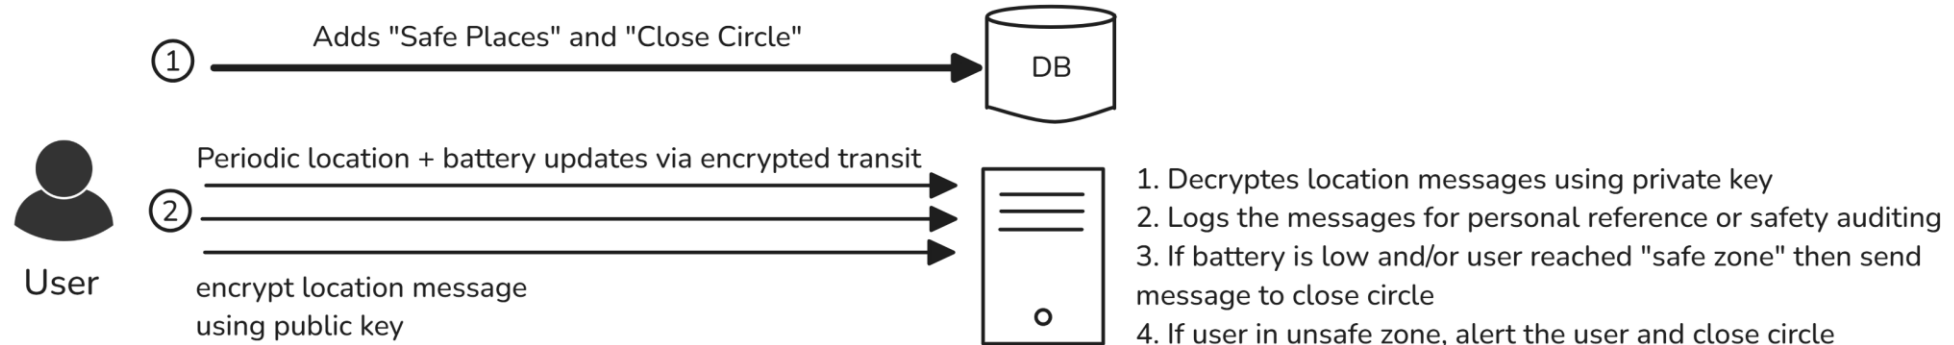 1
Adds "Safe Places" and "Close Circle"
DB
User
2
Periodic location + battery updates via encrypted transit
encrypt location message
using public key
1. Decryptes location messages using private key
2. Logs the messages for personal reference or safety auditing
3. If battery is low and/or user reached "safe zone" then send
message to close circle
4. If user in unsafe zone, alert the user and close circle